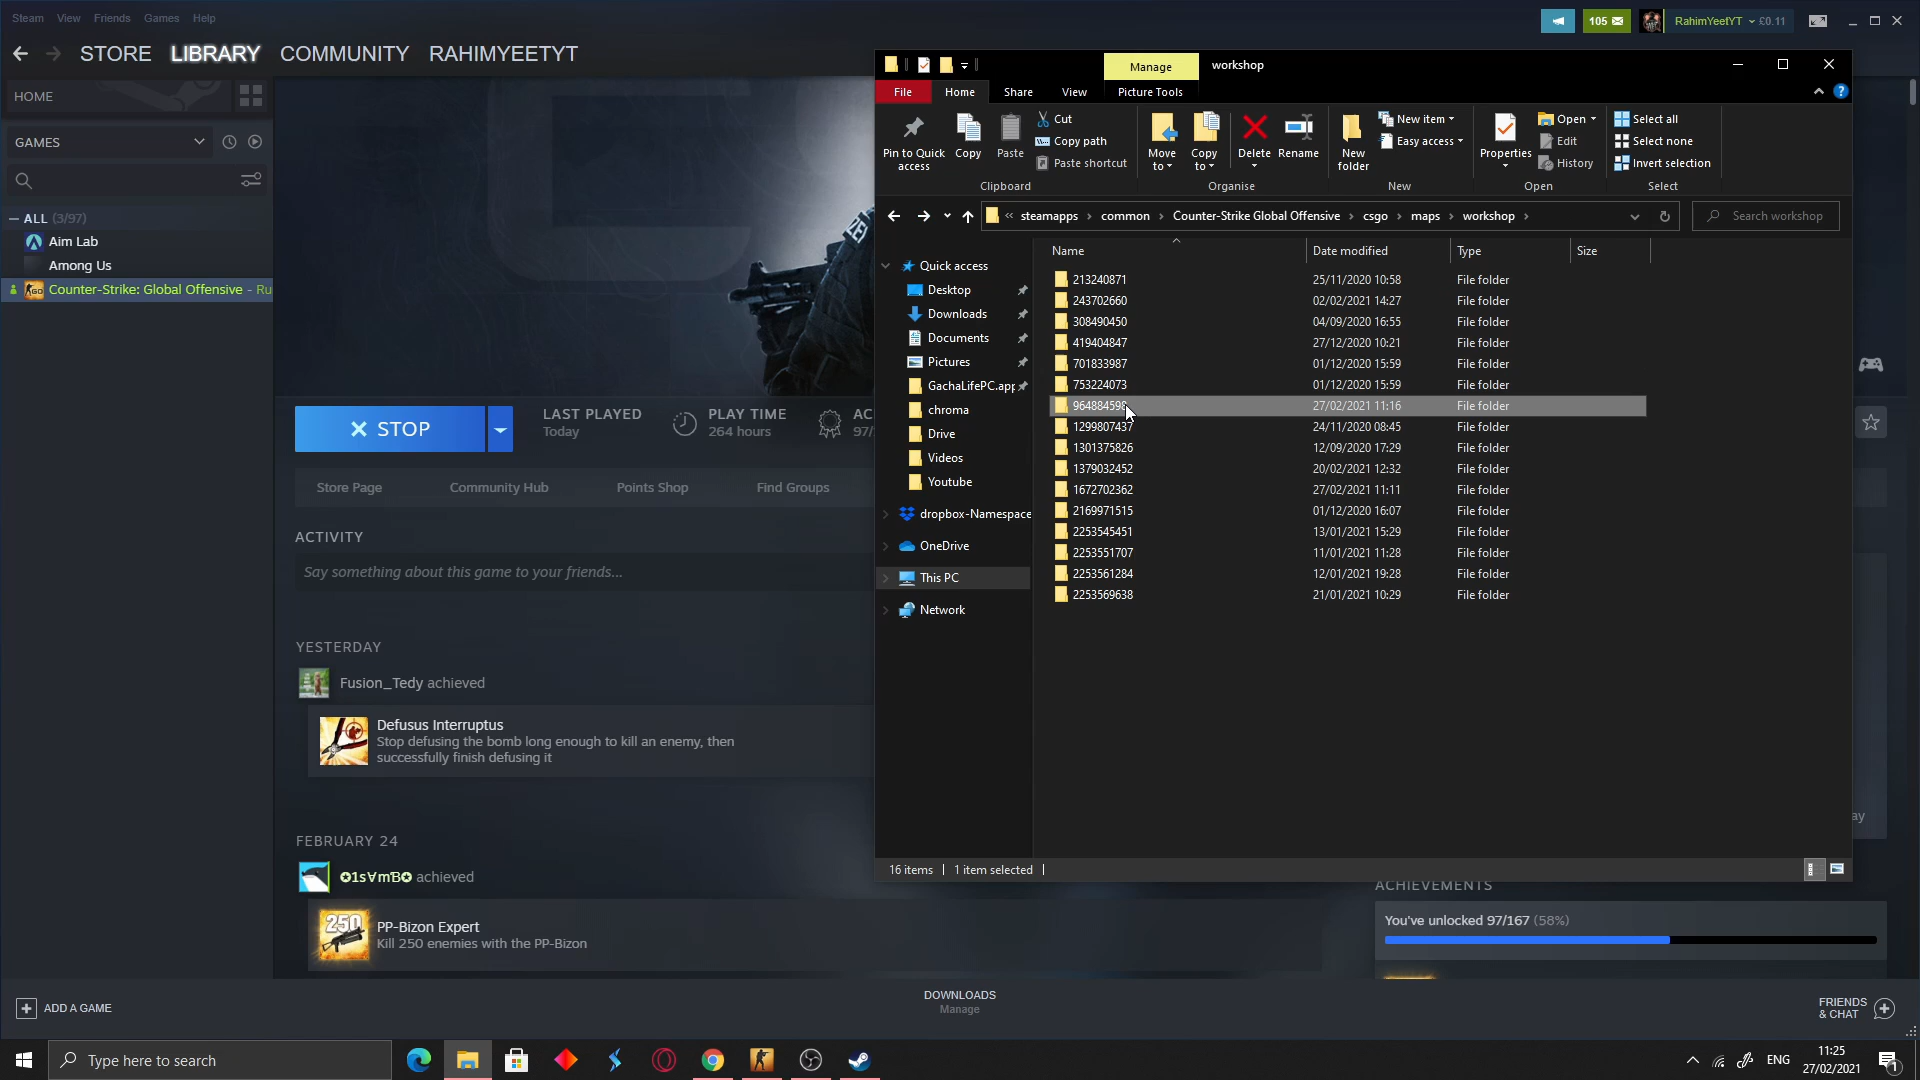 Steam View Friends Games Help
105
RahimYeetYT £0.11
STORE LIBRARY COMMUNITY RAHIMYEETYT
HOME
GAMES
ALL (3/97)
Aim Lab
Among Us
Counter-Strike: Global Offensive - Ru
STOP
LAST PLAYED
Today
PLAY TIME
264 hours
AC
97/
Store Page Community Hub Points Shop Find Groups
ACTIVITY
Say something about this game to your friends...
YESTERDAY
Fusion_Tedy achieved
Defusus Interruptus
Stop defusing the bomb long enough to kill an enemy, then
successfully finish defusing it
FEBRUARY 24
✪1s∀mƁ✪ achieved
250
PP-Bizon Expert
Kill 250 enemies with the PP-Bizon
Manage workshop
File Home Share View Picture Tools
Pin to Quick
access
Copy
Paste
Cut
Copy path
Paste shortcut
Clipboard
Move
to
Copy
to
Delete
Rename
Organise
New
folder
New item
Easy access
New
Properties
Open
Edit
History
Open
Select all
Select none
Invert selection
Select
« steamapps › common › Counter-Strike Global Offensive › csgo › maps › workshop ›
Search workshop
Quick access
Desktop
Downloads
Documents
Pictures
GachaLifePC.app
chroma
Drive
Videos
Youtube
dropbox-Namespace
OneDrive
This PC
Network
Name Date modified Type Size
213240871 25/11/2020 10:58 File folder
243702660 02/02/2021 14:27 File folder
308490450 04/09/2020 16:55 File folder
419404847 27/12/2020 10:21 File folder
701833987 01/12/2020 15:59 File folder
753224073 01/12/2020 15:59 File folder
964884598 27/02/2021 11:16 File folder
1299807437 24/11/2020 08:45 File folder
1301375826 12/09/2020 17:29 File folder
1379032452 20/02/2021 12:32 File folder
1672702362 27/02/2021 11:11 File folder
2169971515 01/12/2020 16:07 File folder
2253545451 13/01/2021 15:29 File folder
2253551707 11/01/2021 11:28 File folder
2253561284 12/01/2021 19:28 File folder
2253569638 21/01/2021 10:29 File folder
16 items 1 item selected
ay
ACHIEVEMENTS
You've unlocked 97/167 (58%)
ADD A GAME
DOWNLOADS
Manage
FRIENDS
& CHAT
Type here to search
ENG
11:25
27/02/2021
1